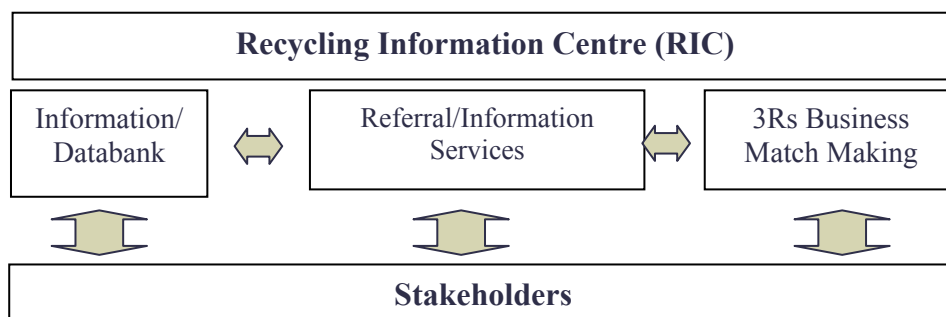 Recycling Information Centre (RIC)
Information/
Databank
Referral/Information
Services
3Rs Business
Match Making
Stakeholders